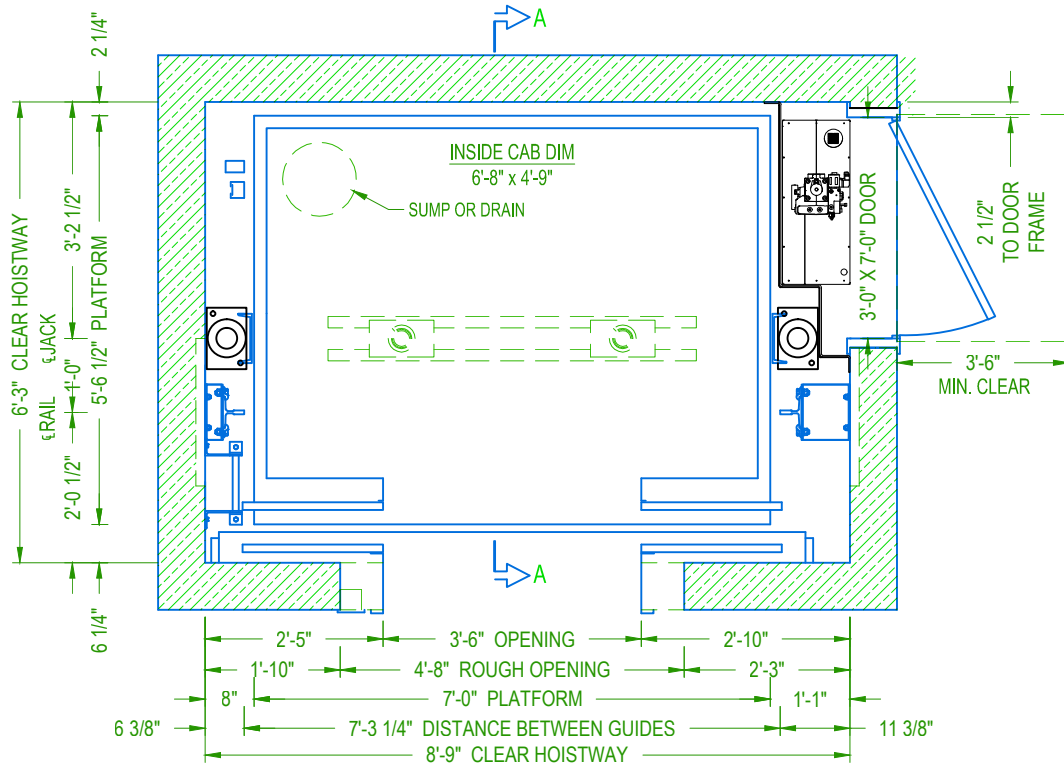 A
2 1/4"
INSIDE CAB DIM
6'-8" x 4'-9"
SUMP OR DRAIN
6'-3" CLEAR HOISTWAY
3'-2 1/2"
5'-6 1/2" PLATFORM
℄JACK
1'-0"
℄RAIL
2'-0 1/2"
6 1/4"
3'-0" X 7'-0" DOOR
2 1/2"
TO DOOR
FRAME
3'-6"
MIN. CLEAR
A
2'-5" 3'-6" OPENING 2'-10"
1'-10" 4'-8" ROUGH OPENING 2'-3"
8" 7'-0" PLATFORM 1'-1"
6 3/8" 7'-3 1/4" DISTANCE BETWEEN GUIDES 11 3/8"
8'-9" CLEAR HOISTWAY